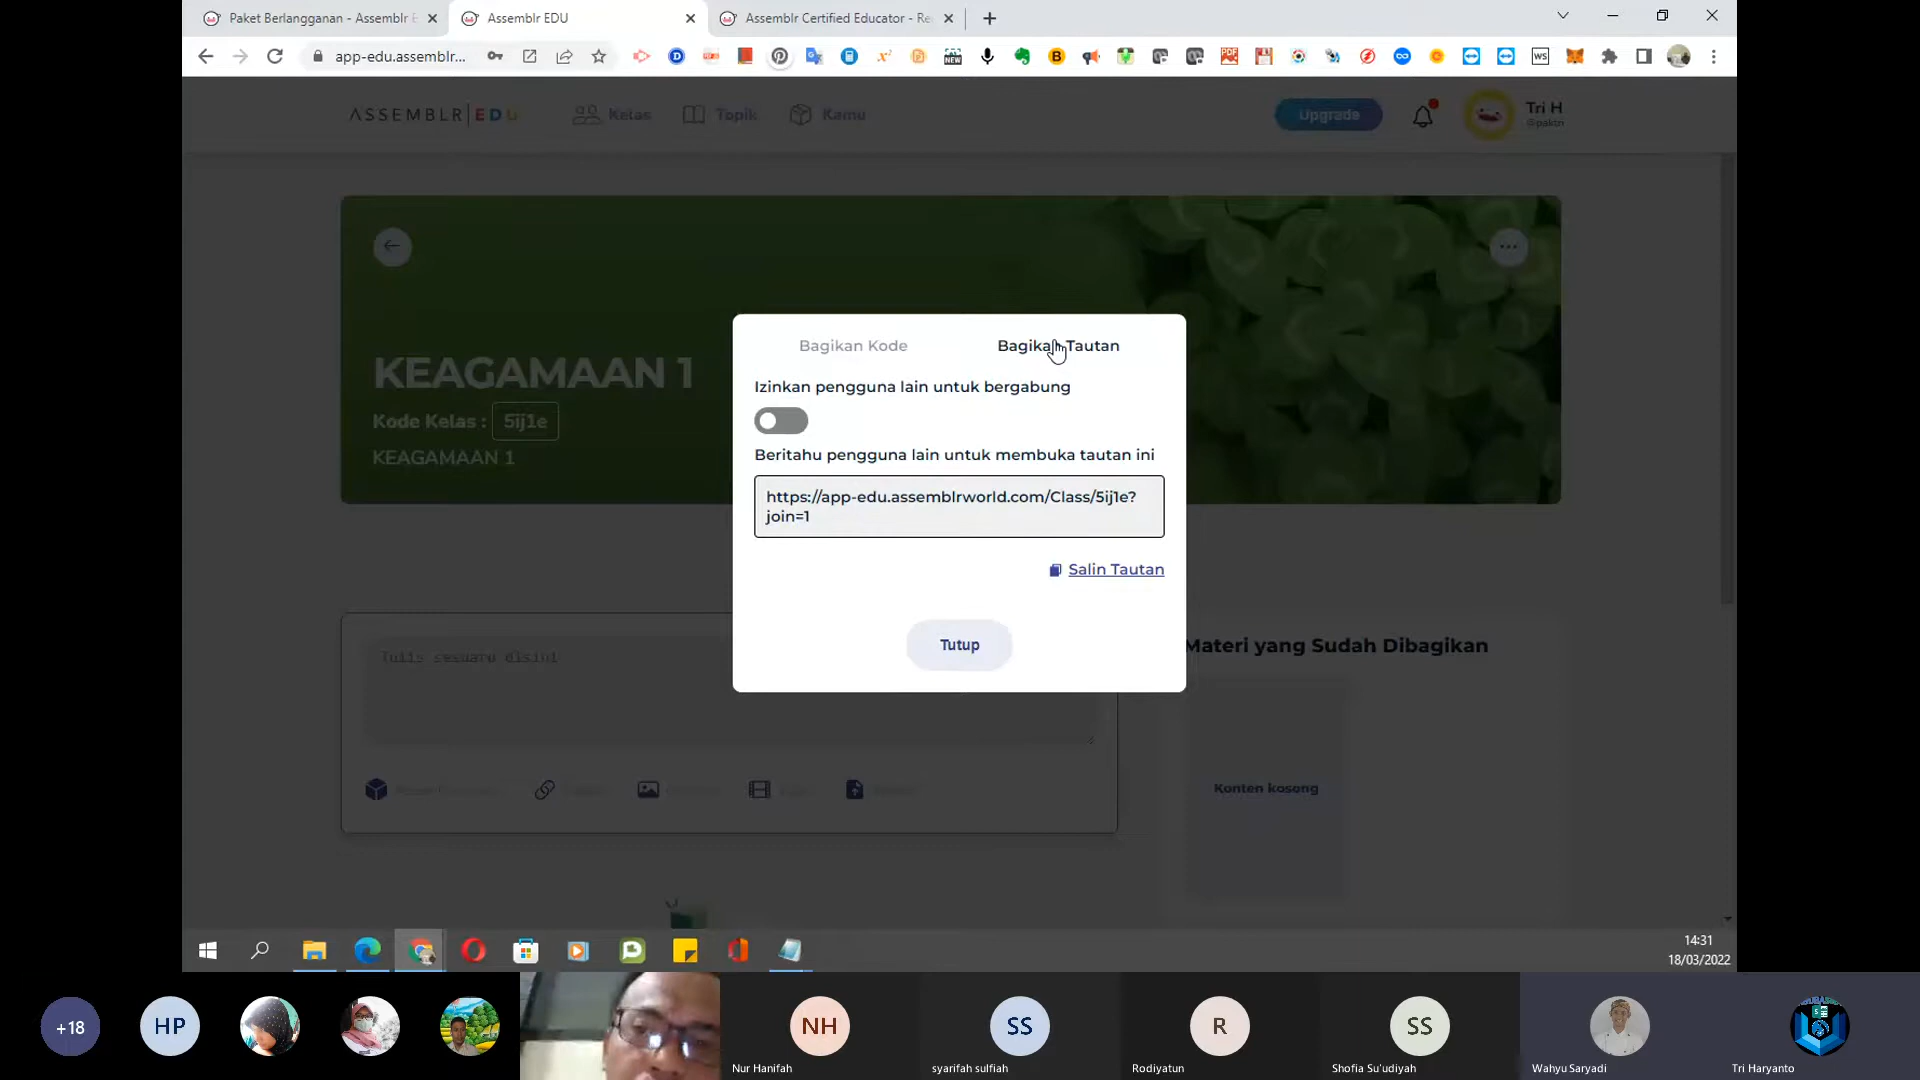 Paket Berlangganan - Assemblr E
Assemblr EDU
Assemblr Certified Educator - Re
app-edu.assemblr...
ASSEMBLR EDU
Kelas
Topik
Kamu
Upgrade
Tri H
@paktri
KEAGAMAAN 1
Kode Kelas : 5ij1e
KEAGAMAAN 1
Bagikan Kode
Bagikan Tautan
Izinkan pengguna lain untuk bergabung
Beritahu pengguna lain untuk membuka tautan ini
https://app-edu.assemblrworld.com/Class/5ij1e?
join=1
Salin Tautan
Tutup
Tulis sesuatu disini
Materi yang Sudah Dibagikan
Konten kosong
14:31
18/03/2022
+18
HP
NH
SS
R
SS
Nur Hanifah
syarifah sulfiah
Rodiyatun
Shofia Su'udiyah
Wahyu Saryadi
Tri Haryanto